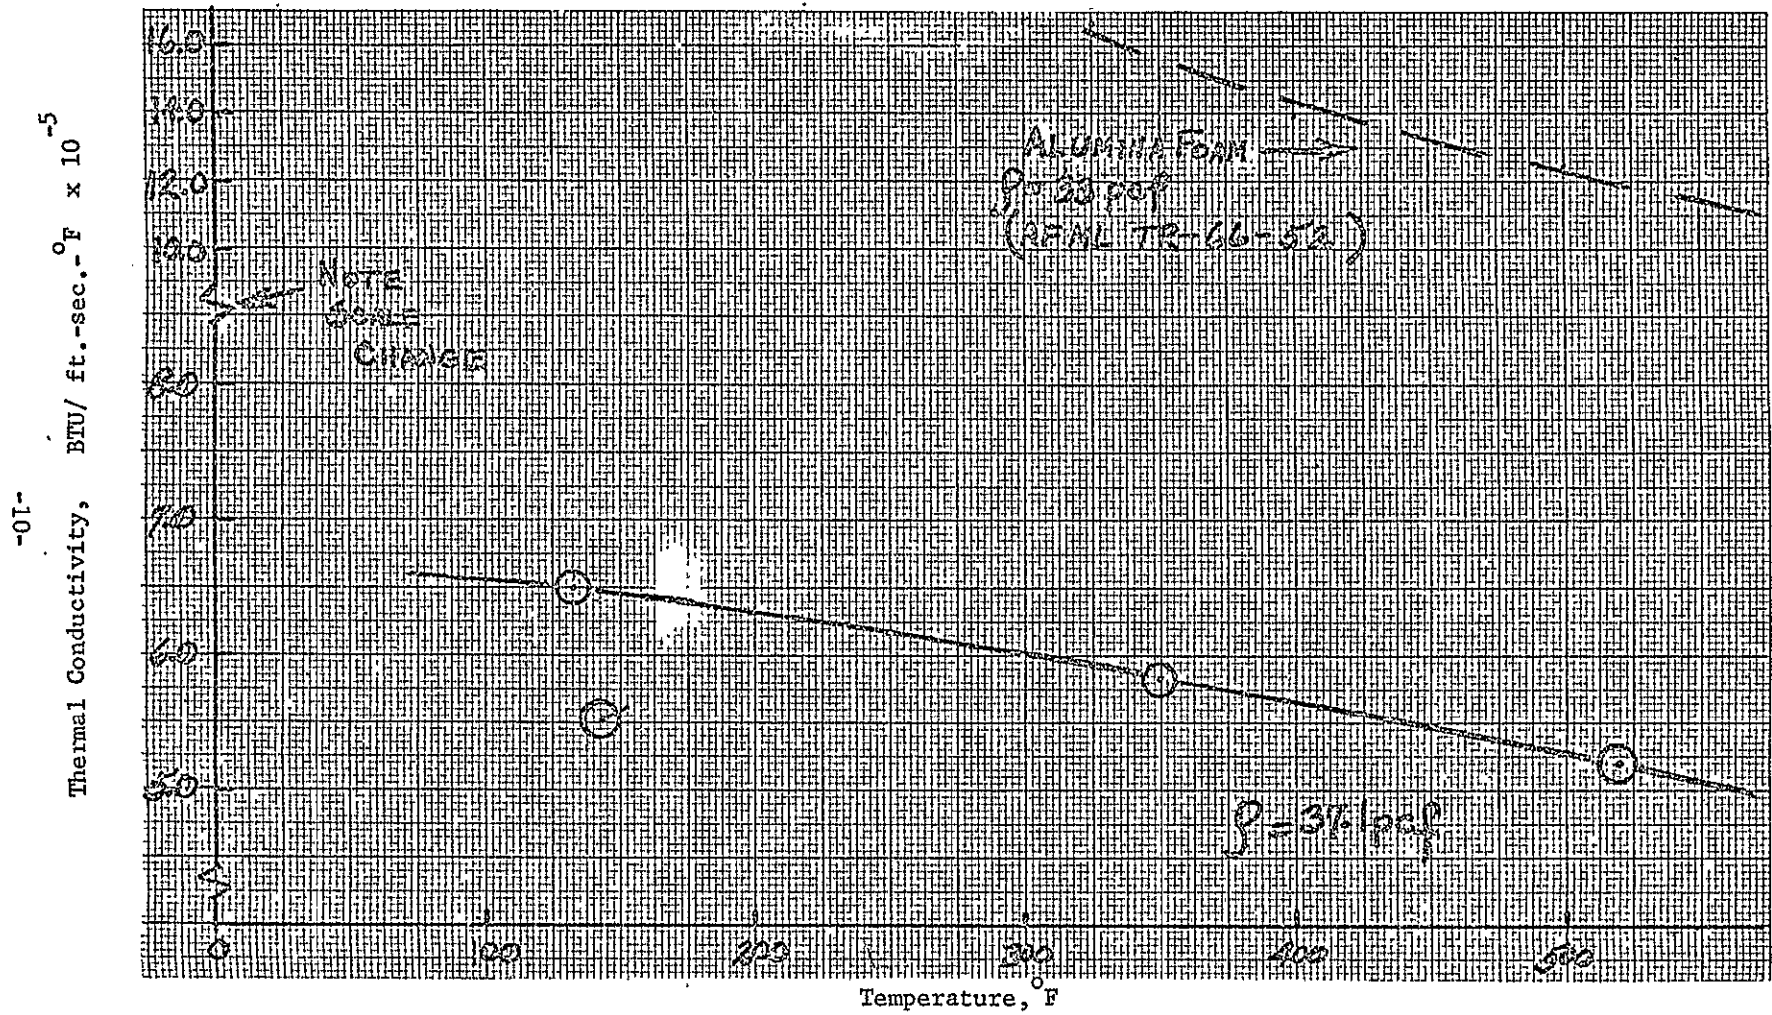 16.0
14.0
12.0
10.0
8.0
7.0
6.0
5.0
Thermal Conductivity, BTU/ ft.-sec.-°F x 10⁻⁵
-10-
ALUMINA FOAM
ρ = 33 pcf
(AFML TR-66-52)
NOTE
SCALE
CHANGE
ρ = 37.1 pcf
0
100
200
300
400
500
Temperature, °F